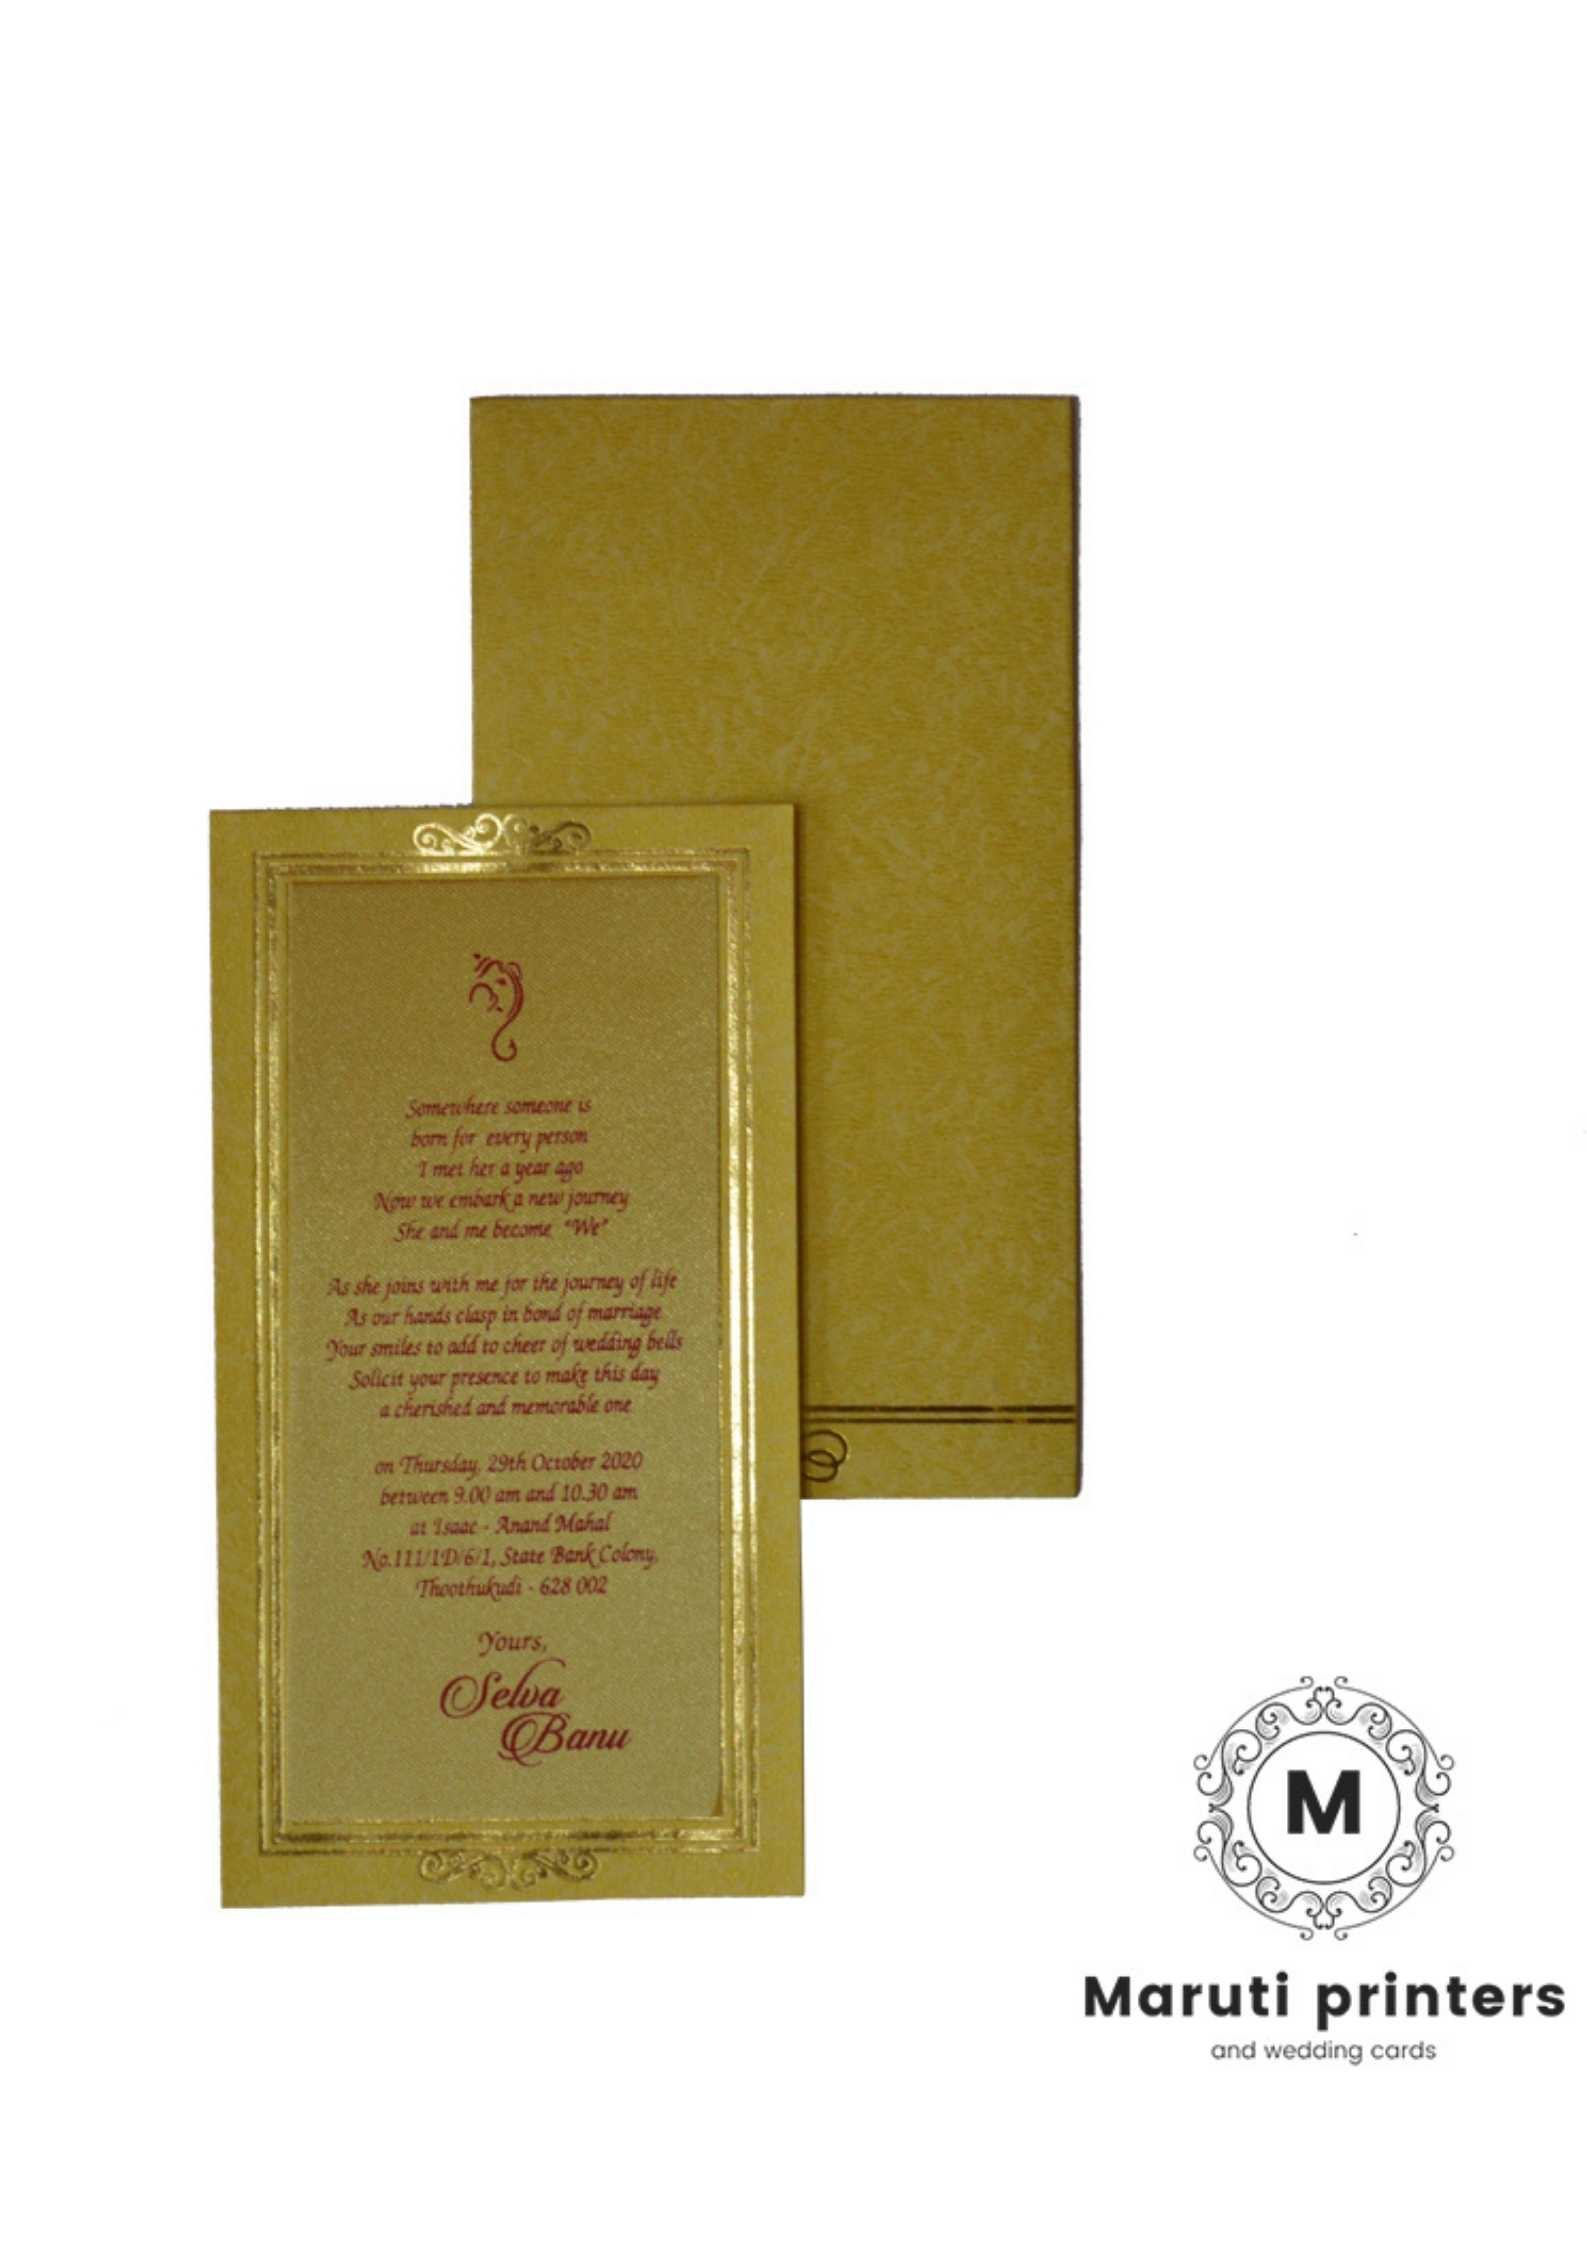 Somewhere someone is
born for every person
I met her a year ago
Now we embark a new journey
She and me become "We"
As she joins with me for the journey of life
As our hands clasp in bond of marriage
Your smiles to add to cheer of wedding bells
Solicit your presence to make this day
a cherished and memorable one
on Thursday, 29th October 2020
between 9.00 am and 10.30 am
at Isaac - Anand Mahal
No.111/1D/6/1, State Bank Colony,
Thoothukudi - 628 002
Yours,
Selva
Banu
M
Maruti printers
and wedding cards